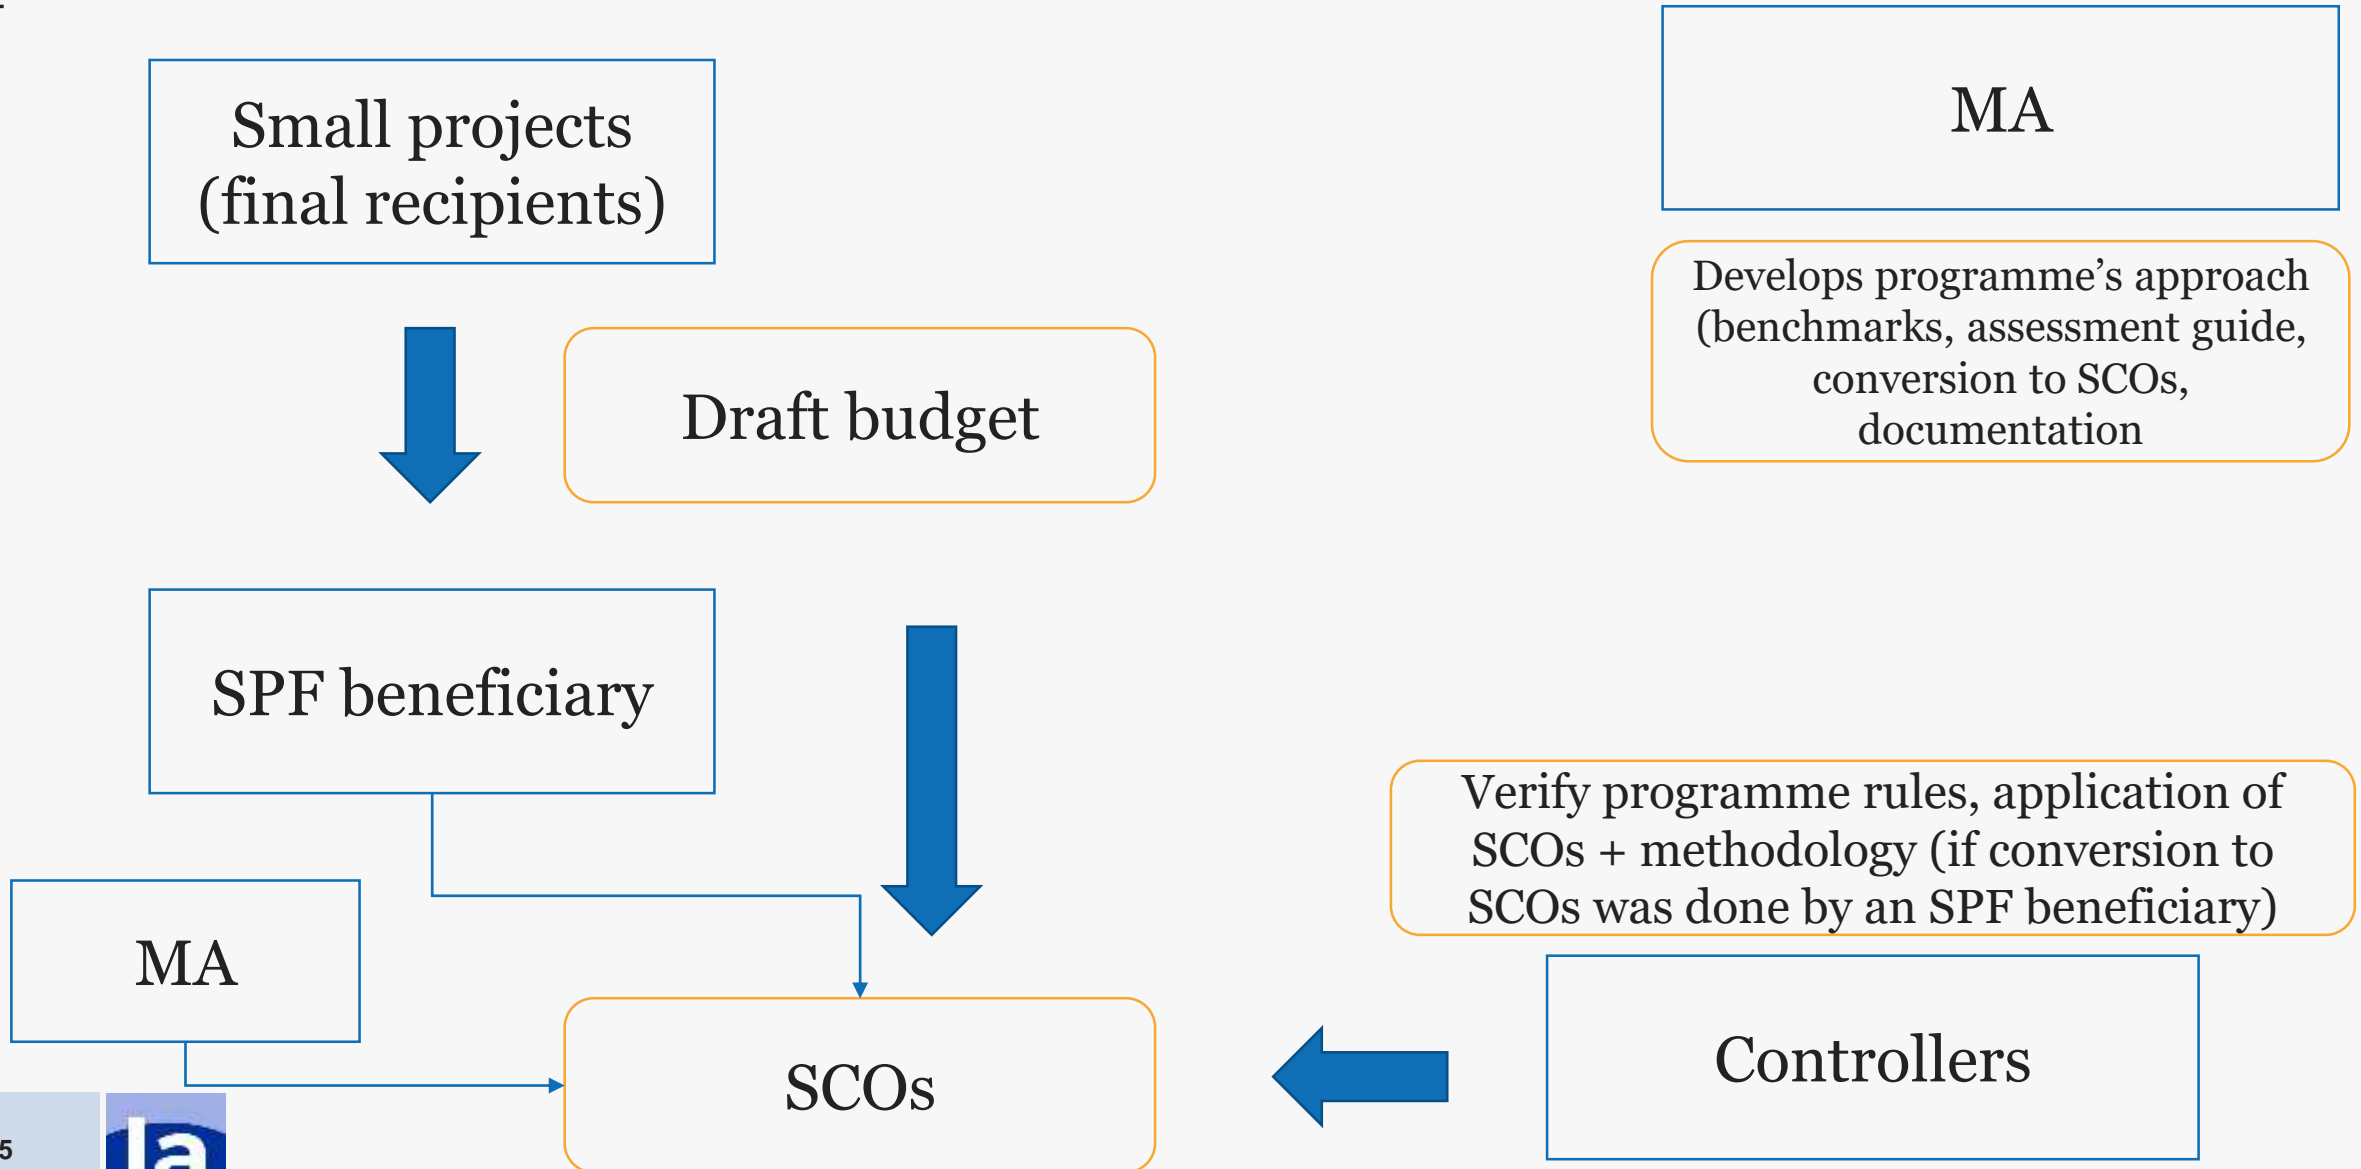 Small projects
(final recipients)
MA
Develops programme’s approach
(benchmarks, assessment guide,
conversion to SCOs,
documentation
Draft budget
SPF beneficiary
Verify programme rules, application of
SCOs + methodology (if conversion to
SCOs was done by an SPF beneficiary)
MA
SCOs
Controllers
5